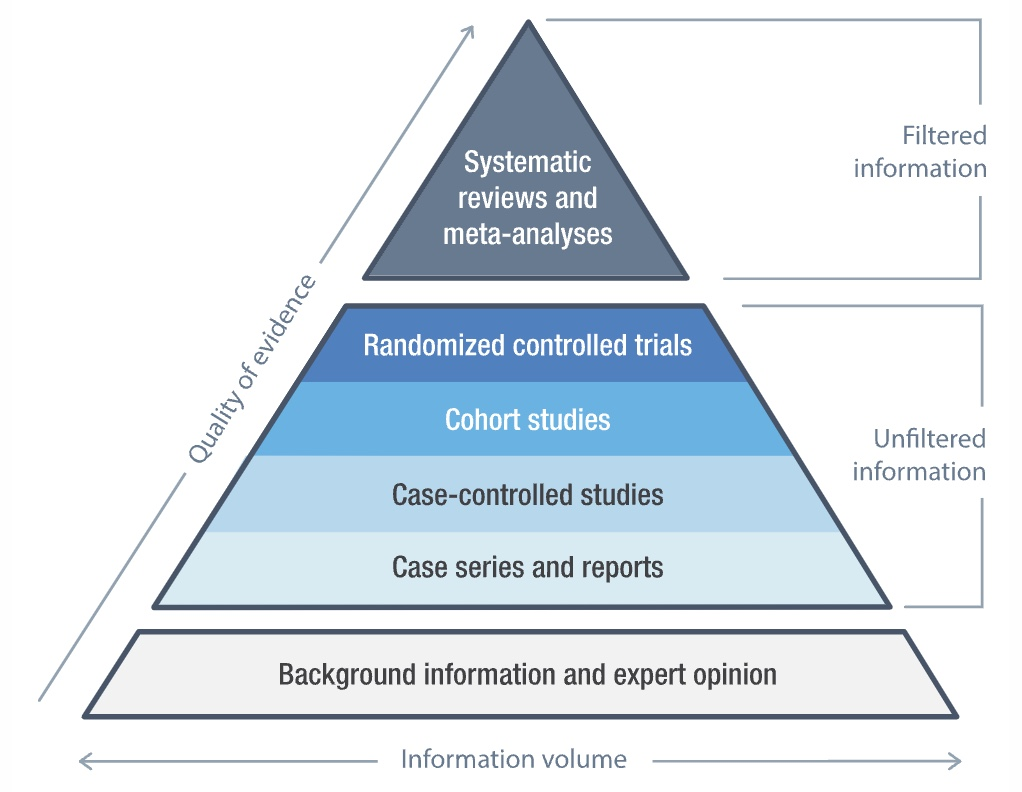 Systematic
reviews and
meta-analyses
Filtered
information
Quality of evidence
Randomized controlled trials
Cohort studies
Case-controlled studies
Case series and reports
Unfiltered
information
Background information and expert opinion
Information volume